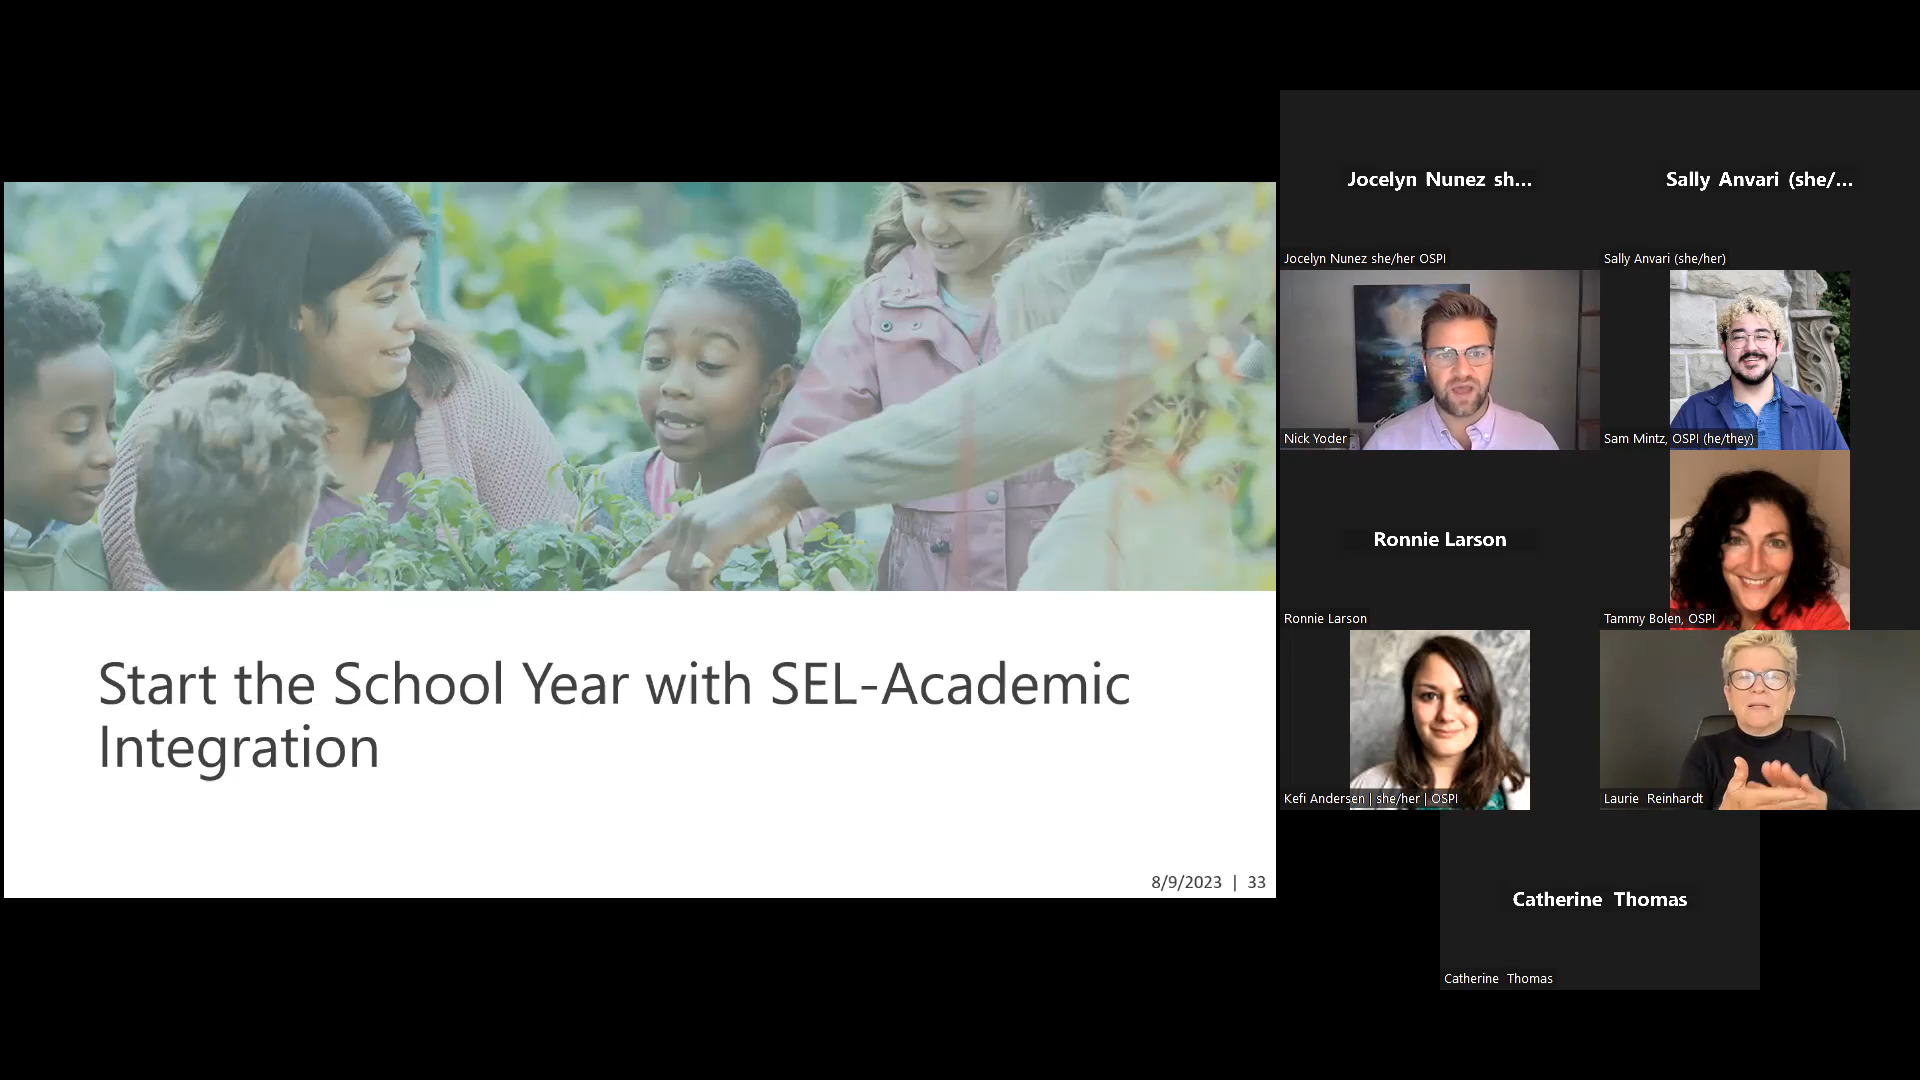 Start the School Year with SEL-Academic
Integration
8/9/2023 | 33
Jocelyn Nunez sh...
Jocelyn Nunez she/her OSPI
Sally Anvari (she/...
Sally Anvari (she/her)
Nick Yoder
Sam Mintz, OSPI (he/they)
Ronnie Larson
Ronnie Larson
Tammy Bolen, OSPI
Kefi Andersen | she/her | OSPI
Laurie Reinhardt
Catherine Thomas
Catherine Thomas